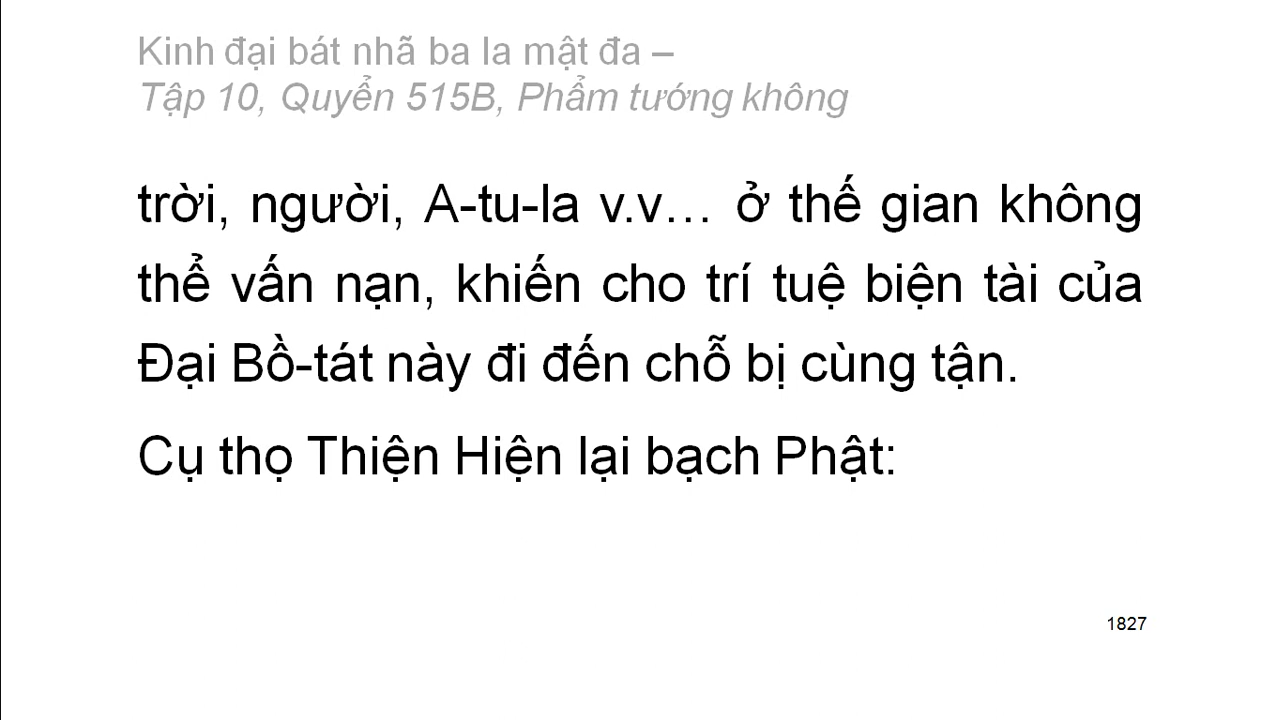 Kinh đại bát nhã ba la mật đa –
Tập 10, Quyển 515B, Phẩm tướng không
trời, người, A-tu-la v.v… ở thế gian không
thể vấn nạn, khiến cho trí tuệ biện tài của
Đại Bồ-tát này đi đến chỗ bị cùng tận.
Cụ thọ Thiện Hiện lại bạch Phật:
1827